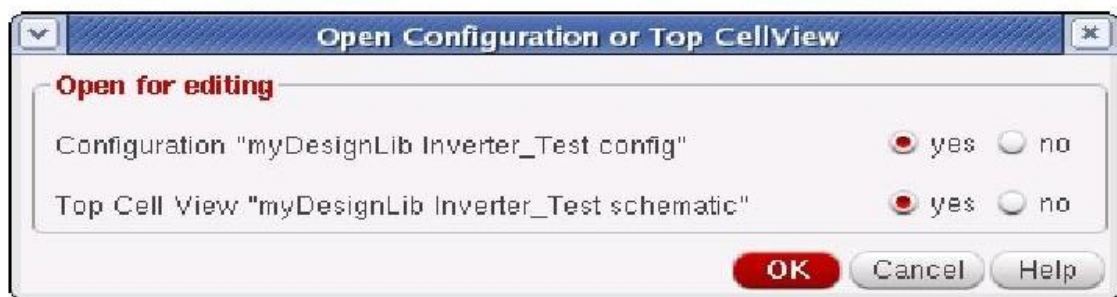 Open Configuration or Top CellView
Open for editing
Configuration "myDesignLib Inverter_Test config" yes no
Top Cell View "myDesignLib Inverter_Test schematic" yes no
OK Cancel Help